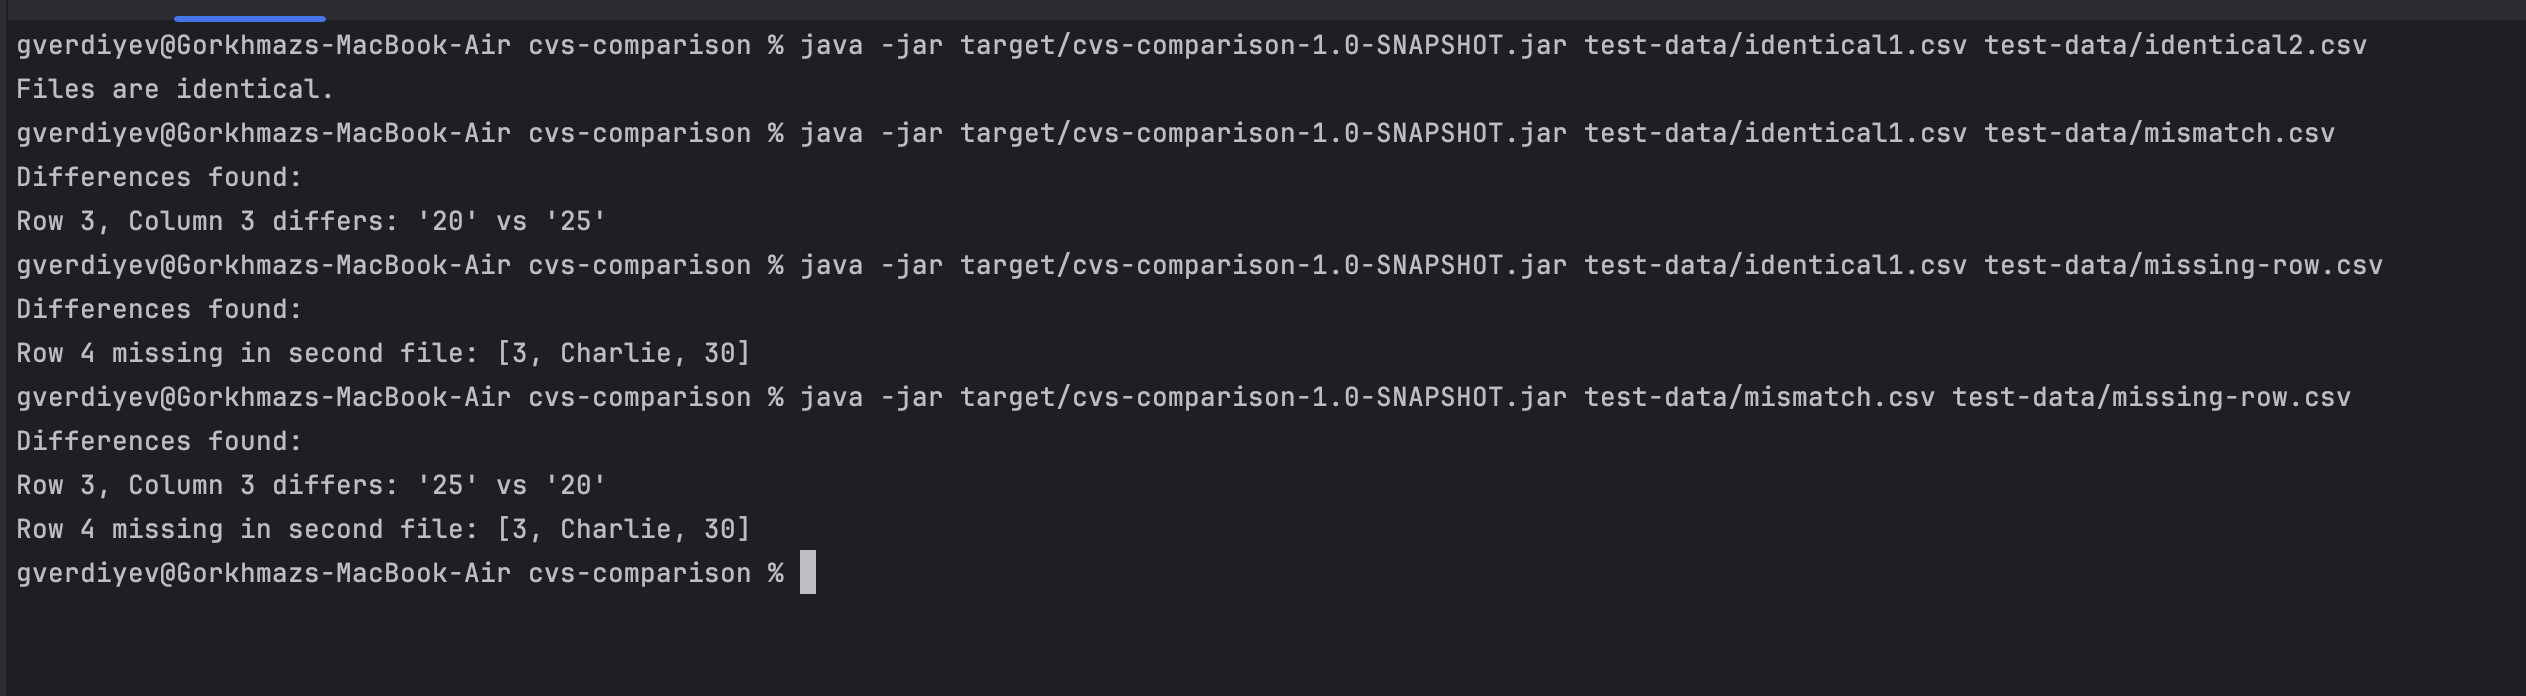 gverdiyev@Gorkhmazs-MacBook-Air cvs-comparison % java -jar target/cvs-comparison-1.0-SNAPSHOT.jar test-data/identical1.csv test-data/identical2.csv
Files are identical.
gverdiyev@Gorkhmazs-MacBook-Air cvs-comparison % java -jar target/cvs-comparison-1.0-SNAPSHOT.jar test-data/identical1.csv test-data/mismatch.csv
Differences found:
Row 3, Column 3 differs: '20' vs '25'
gverdiyev@Gorkhmazs-MacBook-Air cvs-comparison % java -jar target/cvs-comparison-1.0-SNAPSHOT.jar test-data/identical1.csv test-data/missing-row.csv
Differences found:
Row 4 missing in second file: [3, Charlie, 30]
gverdiyev@Gorkhmazs-MacBook-Air cvs-comparison % java -jar target/cvs-comparison-1.0-SNAPSHOT.jar test-data/mismatch.csv test-data/missing-row.csv
Differences found:
Row 3, Column 3 differs: '25' vs '20'
Row 4 missing in second file: [3, Charlie, 30]
gverdiyev@Gorkhmazs-MacBook-Air cvs-comparison %